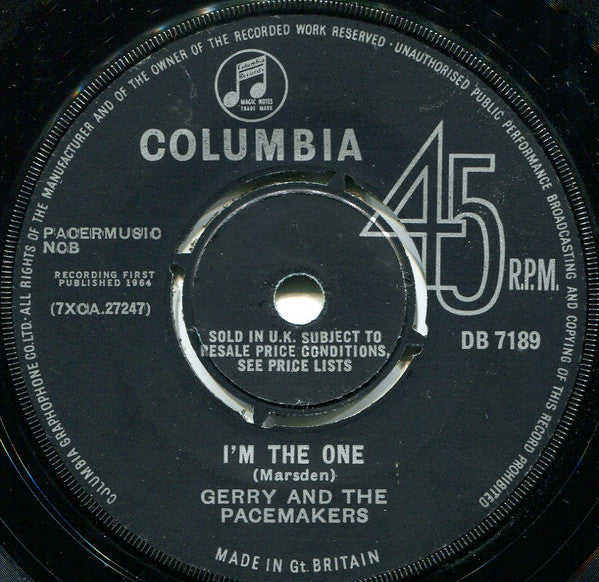 COLUMBIA GRAPHOPHONE CO. LTD.· ALL RIGHTS OF THE MANUFACTURER AND OF THE OWNER OF THE RECORDED WORK RESERVED · UNAUTHORISED PUBLIC PERFORMANCE BROADCASTING AND COPYING OF THIS RECORD PROHIBITED
Columbia
Records
MAGIC NOTES
TRADE MARK
COLUMBIA
45
R.P.M.
PACERMUSIC
NCB
RECORDING FIRST
PUBLISHED 1964
(7XCA.27247)
SOLD IN U.K. SUBJECT TO
RESALE PRICE CONDITIONS,
SEE PRICE LISTS
DB 7189
I'M THE ONE
(Marsden)
GERRY AND THE
PACEMAKERS
MADE IN Gt. BRITAIN